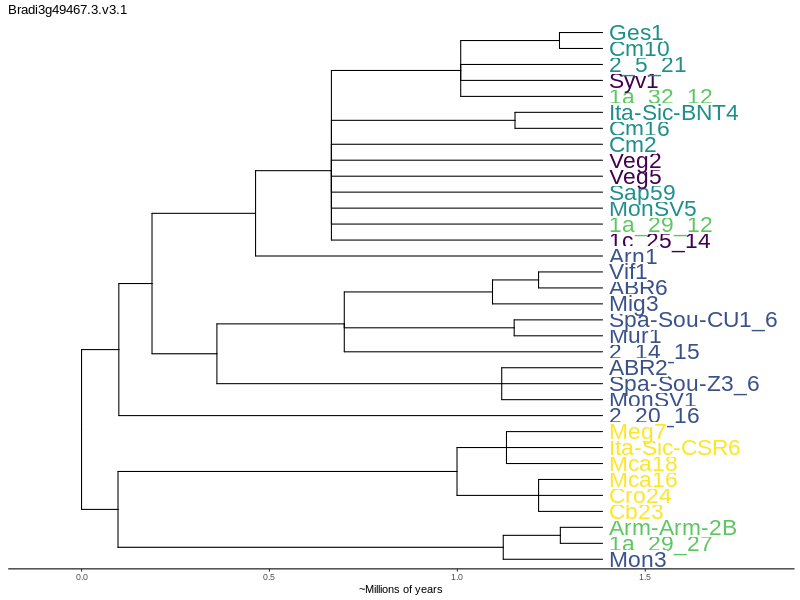 Bradi3g49467.3.v3.1
Ges1
Cm10
2_5_21
Syv1
1a_32_12
Ita-Sic-BNT4
Cm16
Cm2
Veg2
Veg5
Sap59
MonSV5
1a_29_12
1c_25_14
Arn1
Vif1
ABR6
Mig3
Spa-Sou-CU1_6
Mur1
2_14_15
ABR2
Spa-Sou-Z3_6
MonSV1
2_20_16
Meg7
Ita-Sic-CSR6
Mca18
Mca16
Cro24
Cb23
Arm-Arm-2B
1a_29_27
Mon3
0.0 0.5 1.0 1.5
~Millions of years